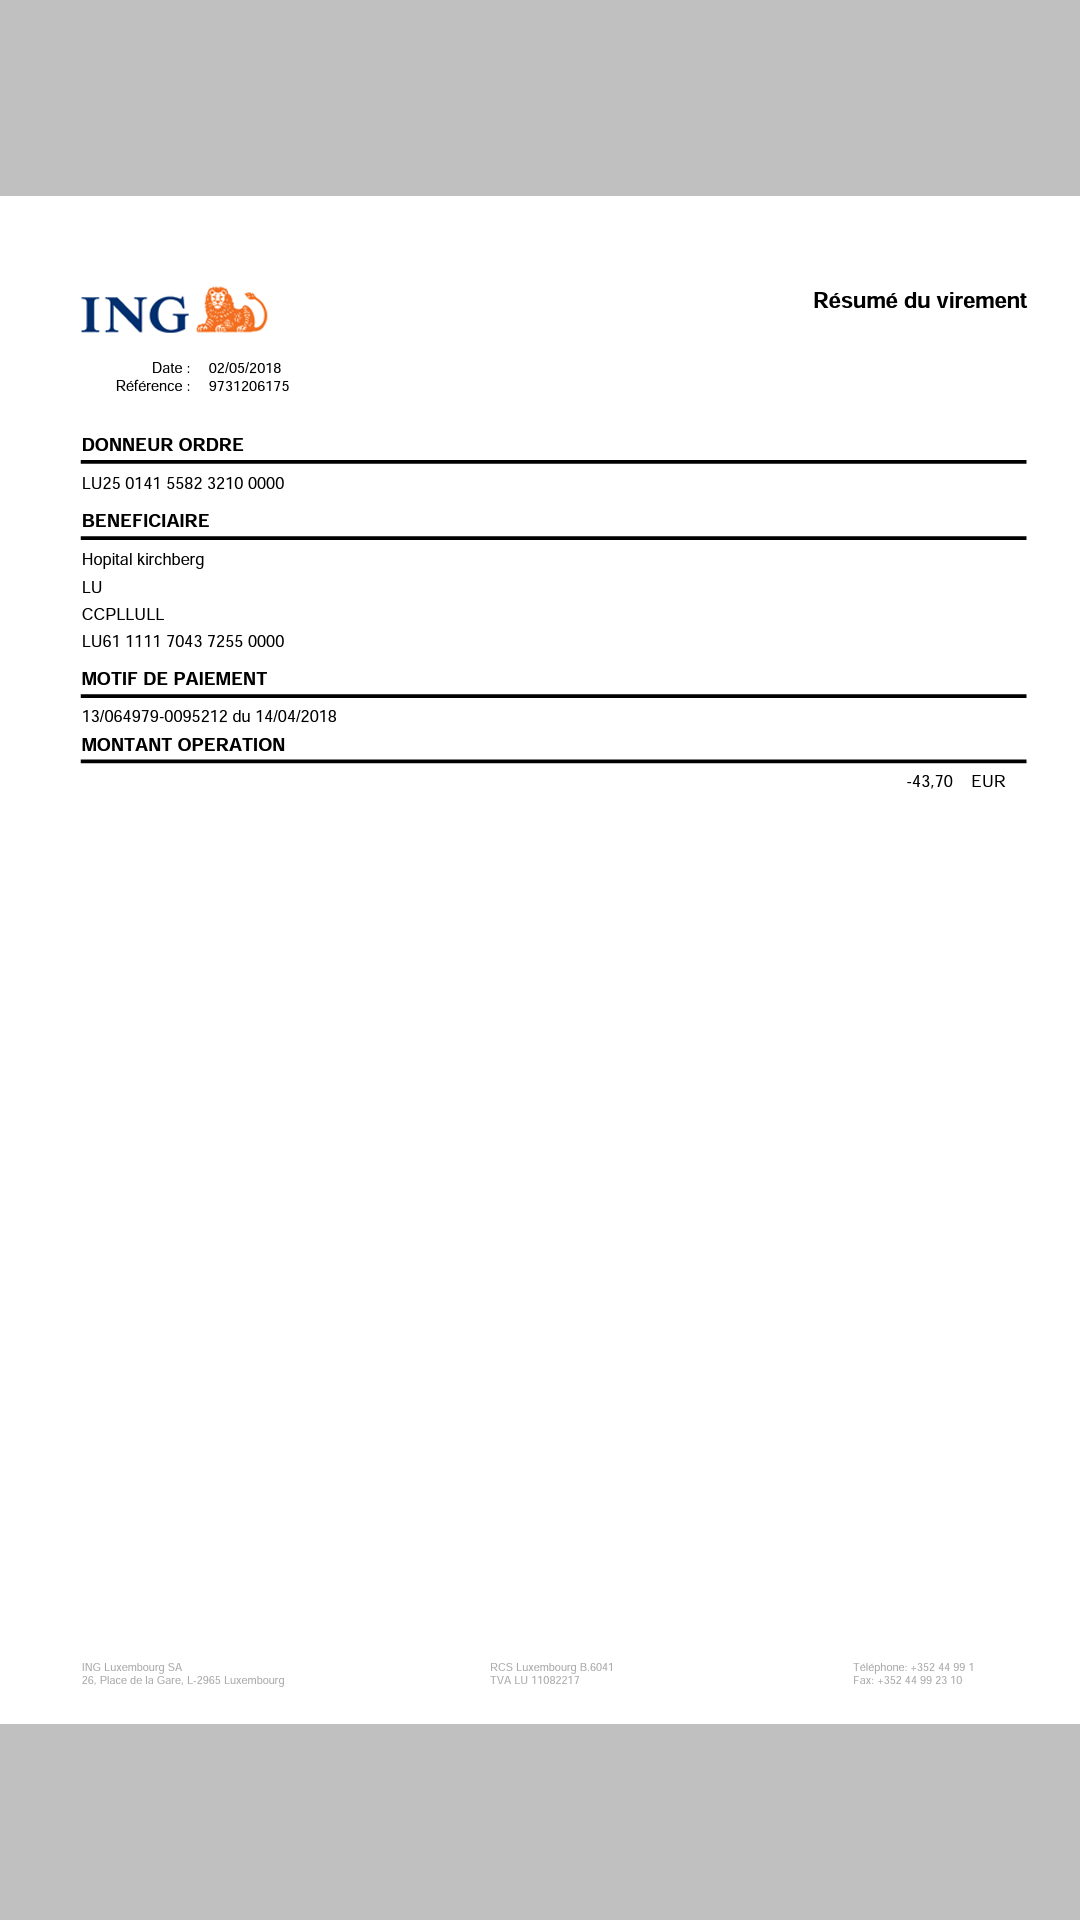 ING
Résumé du virement
Date : 02/05/2018
Référence : 9731206175
DONNEUR ORDRE
LU25 0141 5582 3210 0000
BENEFICIAIRE
Hopital kirchberg
LU
CCPLLULL
LU61 1111 7043 7255 0000
MOTIF DE PAIEMENT
13/064979-0095212 du 14/04/2018
MONTANT OPERATION
-43,70 EUR
ING Luxembourg SA
26, Place de la Gare, L-2965 Luxembourg
RCS Luxembourg B.6041
TVA LU 11082217
Téléphone: +352 44 99 1
Fax: +352 44 99 23 10